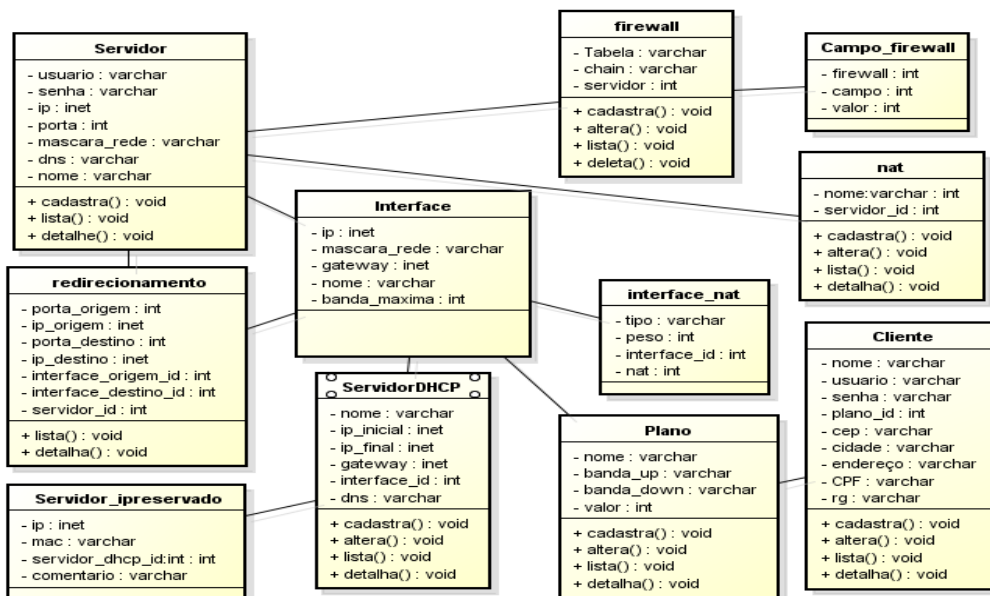 Servidor
- usuario : varchar
- senha : varchar
- ip : inet
- porta : int
- mascara_rede : varchar
- dns : varchar
- nome : varchar
+ cadastra() : void
+ lista() : void
+ detalhe() : void
firewall
- Tabela : varchar
- chain : varchar
- servidor : int
+ cadastra() : void
+ altera() : void
+ lista() : void
+ deleta() : void
Campo_firewall
- firewall : int
- campo : int
- valor : int
nat
- nome:varchar : int
- servidor_id : int
+ cadastra() : void
+ altera() : void
+ lista() : void
+ detalha() : void
Interface
- ip : inet
- mascara_rede : varchar
- gateway : inet
- nome : varchar
- banda_maxima : int
redirecionamento
- porta_origem : int
- ip_origem : inet
- porta_destino : int
- ip_destino : inet
- interface_origem_id : int
- interface_destino_id : int
- servidor_id : int
+ lista() : void
+ detalha() : void
interface_nat
- tipo : varchar
- peso : int
- interface_id : int
- nat : int
Cliente
- nome : varchar
- usuario : varchar
- senha : varchar
- plano_id : int
- cep : varchar
- cidade : varchar
- endereço : varchar
- CPF : varchar
- rg : varchar
+ cadastra() : void
+ altera() : void
+ lista() : void
+ detalha() : void
ServidorDHCP
- nome : varchar
- ip_inicial : inet
- ip_final : inet
- gateway : inet
- interface_id : int
- dns : varchar
+ cadastra() : void
+ altera() : void
+ lista() : void
+ detalha() : void
Plano
- nome : varchar
- banda_up : varchar
- banda_down : varchar
- valor : int
+ cadastra() : void
+ altera() : void
+ lista() : void
+ detalha() : void
Servidor_ipreservado
- ip : inet
- mac : varchar
- servidor_dhcp_id:int : int
- comentario : varchar